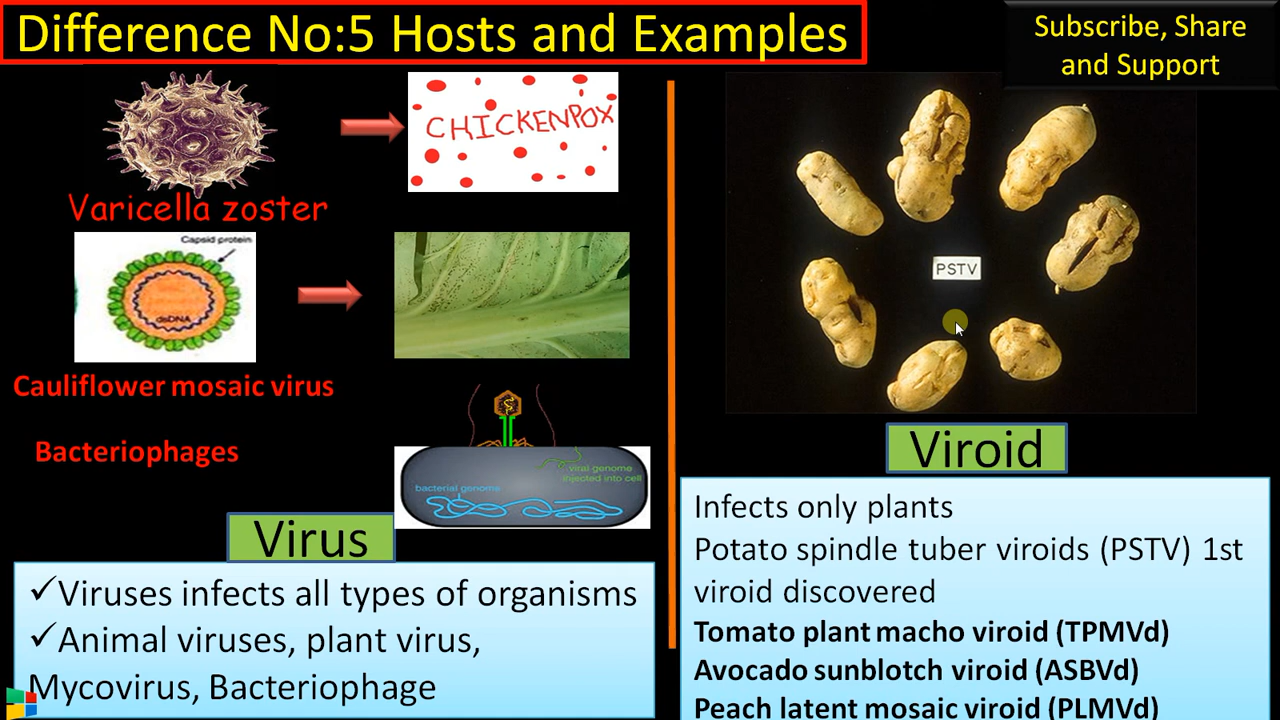 Difference No:5 Hosts and Examples
Subscribe, Share
and Support
CHICKENPOX
Varicella zoster
Capsid protein
dsDNA
Cauliflower mosaic virus
Bacteriophages
viral genome
injected into cell
bacterial genome
Virus
✓Viruses infects all types of organisms
✓Animal viruses, plant virus,
Mycovirus, Bacteriophage
PSTV
Viroid
Infects only plants
Potato spindle tuber viroids (PSTV) 1st
viroid discovered
Tomato plant macho viroid (TPMVd)
Avocado sunblotch viroid (ASBVd)
Peach latent mosaic viroid (PLMVd)